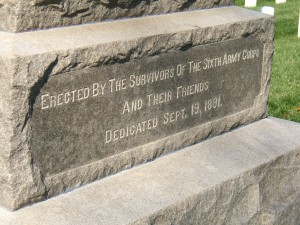 Erected By The Survivors Of The Sixth Army Corps
And Their Friends
Dedicated Sept. 19, 1891.